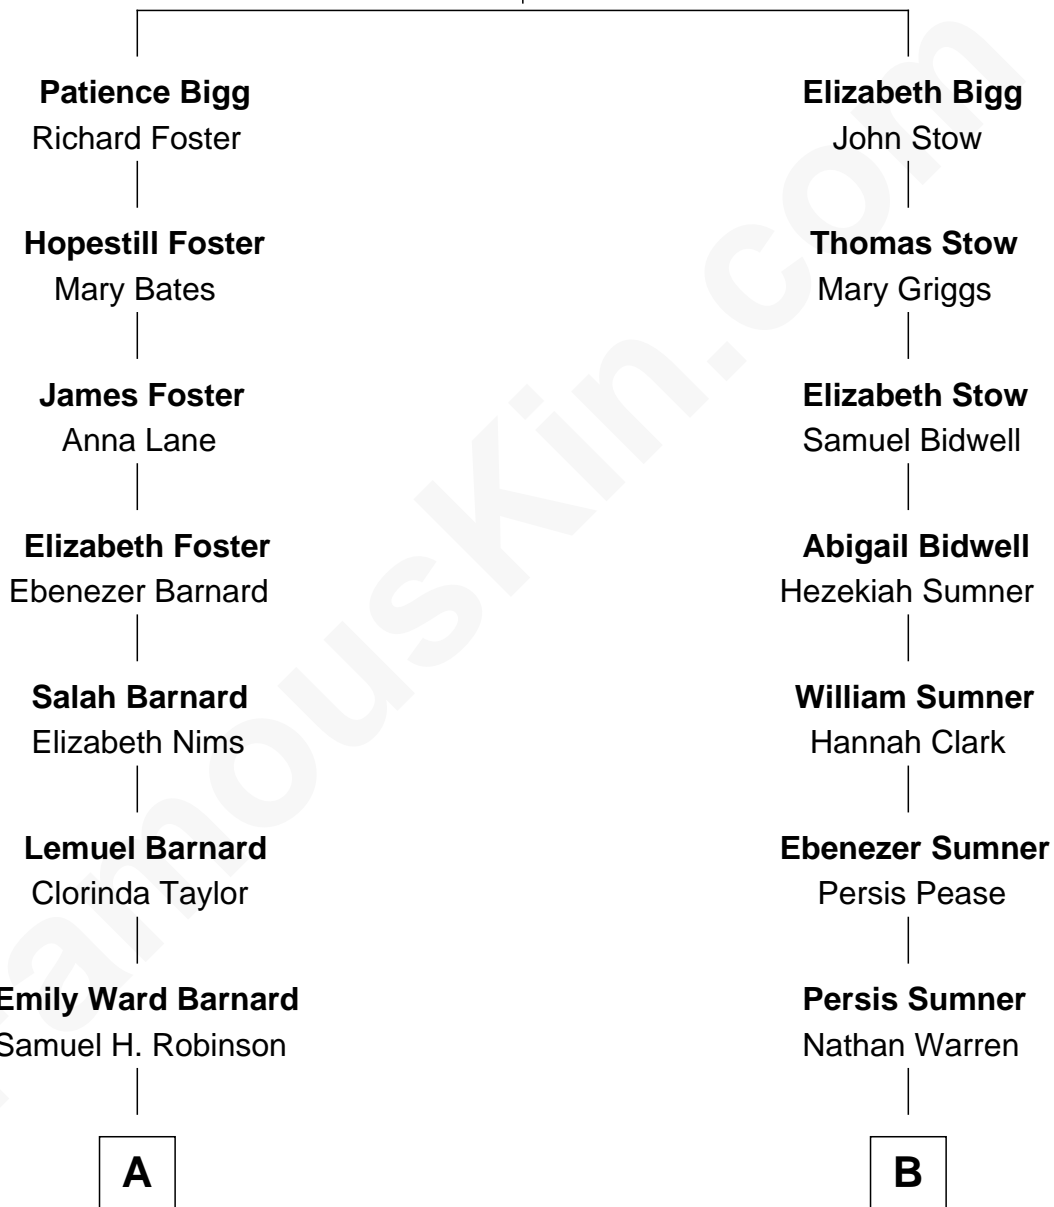 Patience Bigg
Richard Foster
Hopestill Foster
Mary Bates
James Foster
Anna Lane
Elizabeth Foster
Ebenezer Barnard
Salah Barnard
Elizabeth Nims
Lemuel Barnard
Clorinda Taylor
Emily Ward Barnard
Samuel H. Robinson
A
Elizabeth Bigg
John Stow
Thomas Stow
Mary Griggs
Elizabeth Stow
Samuel Bidwell
Abigail Bidwell
Hezekiah Sumner
William Sumner
Hannah Clark
Ebenezer Sumner
Persis Pease
Persis Sumner
Nathan Warren
B
FamousKin.com